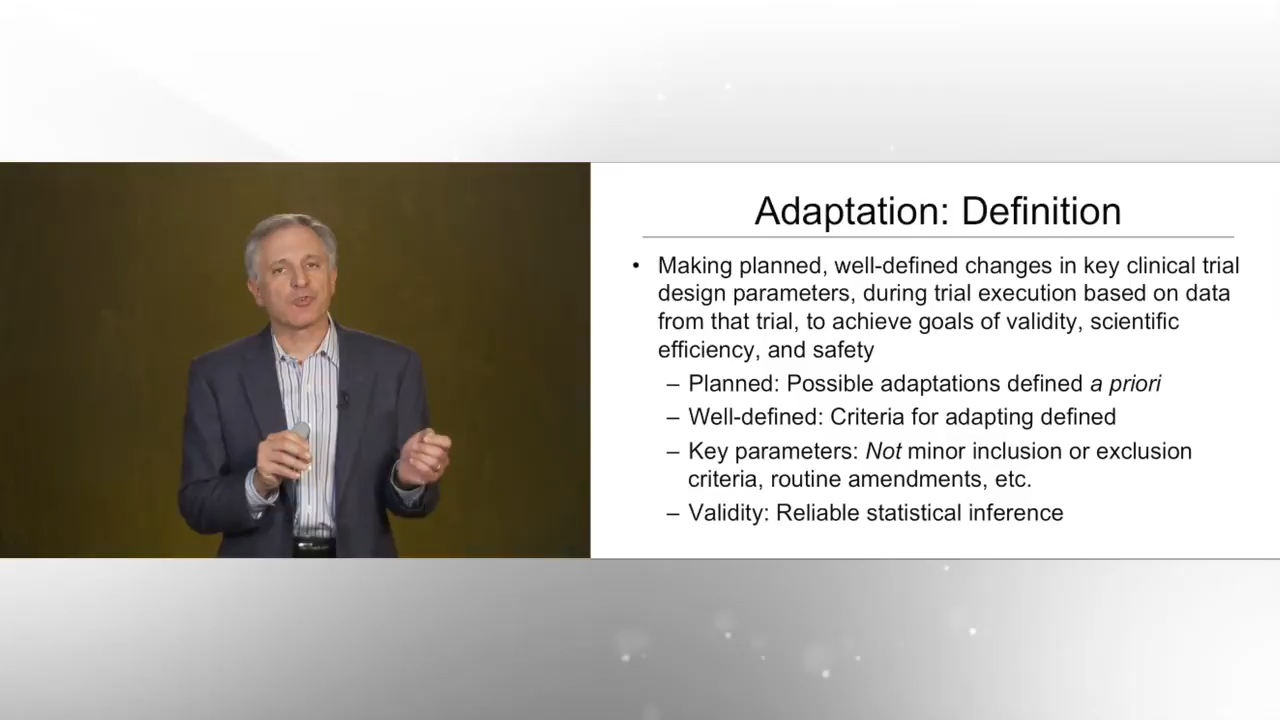 Adaptation: Definition
• Making planned, well-defined changes in key clinical trial
design parameters, during trial execution based on data
from that trial, to achieve goals of validity, scientific
efficiency, and safety
– Planned: Possible adaptations defined a priori
– Well-defined: Criteria for adapting defined
– Key parameters: Not minor inclusion or exclusion
criteria, routine amendments, etc.
– Validity: Reliable statistical inference